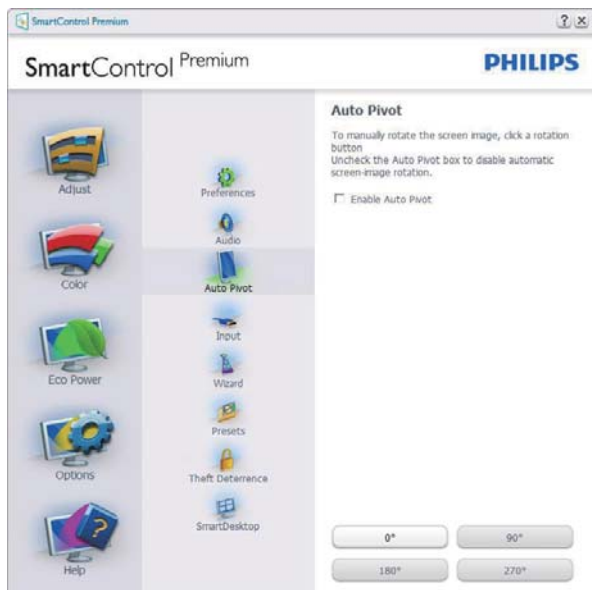 SmartControl Premium
SmartControl Premium
PHILIPS
Adjust
Color
Eco Power
Options
Help
Preferences
Audio
Auto Pivot
Input
Wizard
Presets
Theft Deterrence
SmartDesktop
Auto Pivot
To manually rotate the screen image, click a rotation
button
Uncheck the Auto Pivot box to disable automatic
screen-image rotation.
Enable Auto Pivot
0°
90°
180°
270°